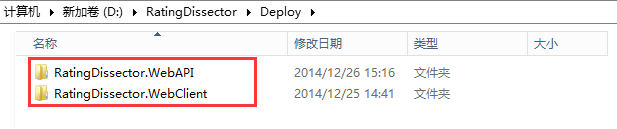 计算机 ▸ 新加卷 (D:) ▸ RatingDissector ▸ Deploy ▸
名称 修改日期 类型 大小
RatingDissector.WebAPI 2014/12/26 15:16 文件夹
RatingDissector.WebClient 2014/12/25 14:41 文件夹